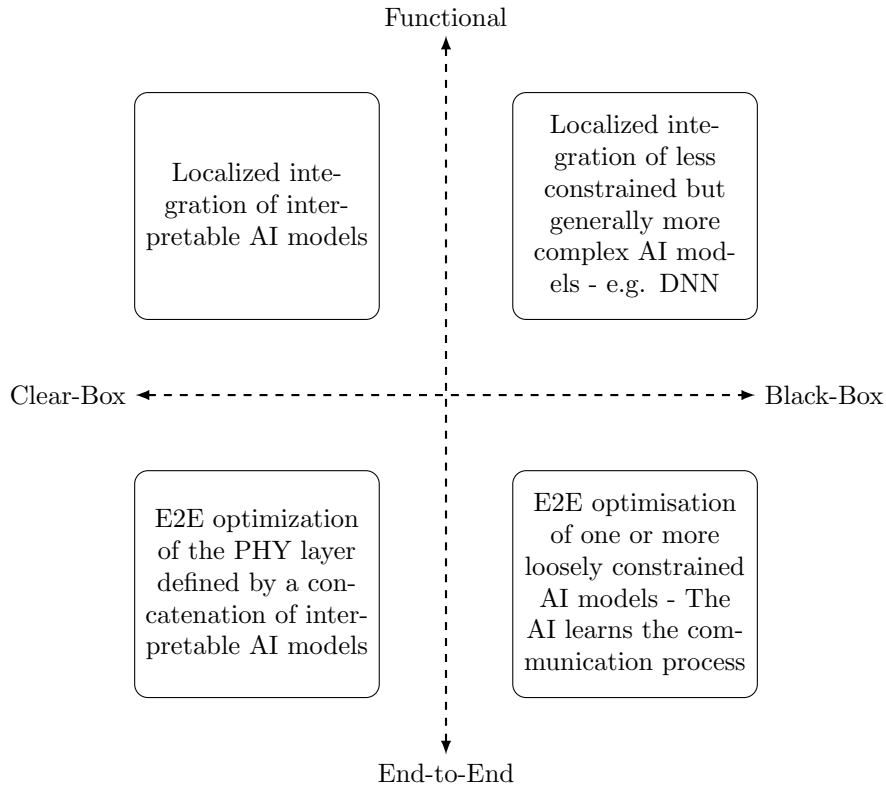 Functional
Localized inte-
gration of inter-
pretable AI models
Localized inte-
gration of less
constrained but
generally more
complex AI mod-
els - e.g. DNN
Clear-Box
Black-Box
E2E optimization
of the PHY layer
defined by a con-
catenation of inter-
pretable AI models
E2E optimisation
of one or more
loosely constrained
AI models - The
AI learns the com-
munication process
End-to-End